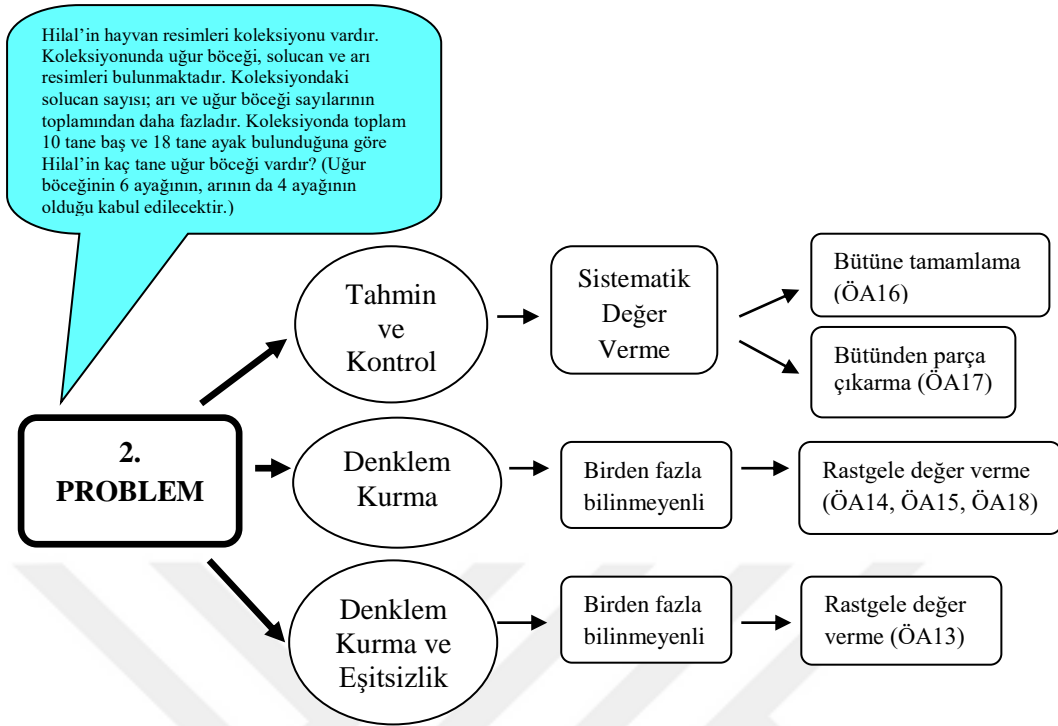 Hilal’in hayvan resimleri koleksiyonu vardır.
Koleksiyonunda uğur böceği, solucan ve arı
resimleri bulunmaktadır. Koleksiyondaki
solucan sayısı; arı ve uğur böceği sayılarının
toplamından daha fazladır. Koleksiyonda toplam
10 tane baş ve 18 tane ayak bulunduğuna göre
Hilal’in kaç tane uğur böceği vardır? (Uğur
böceğinin 6 ayağının, arının da 4 ayağının
olduğu kabul edilecektir.)
2.
PROBLEM
Tahmin
ve
Kontrol
Sistematik
Değer
Verme
Bütüne tamamlama
(ÖA16)
Bütünden parça
çıkarma (ÖA17)
Denklem
Kurma
Birden fazla
bilinmeyenli
Rastgele değer verme
(ÖA14, ÖA15, ÖA18)
Denklem
Kurma ve
Eşitsizlik
Birden fazla
bilinmeyenli
Rastgele değer
verme (ÖA13)